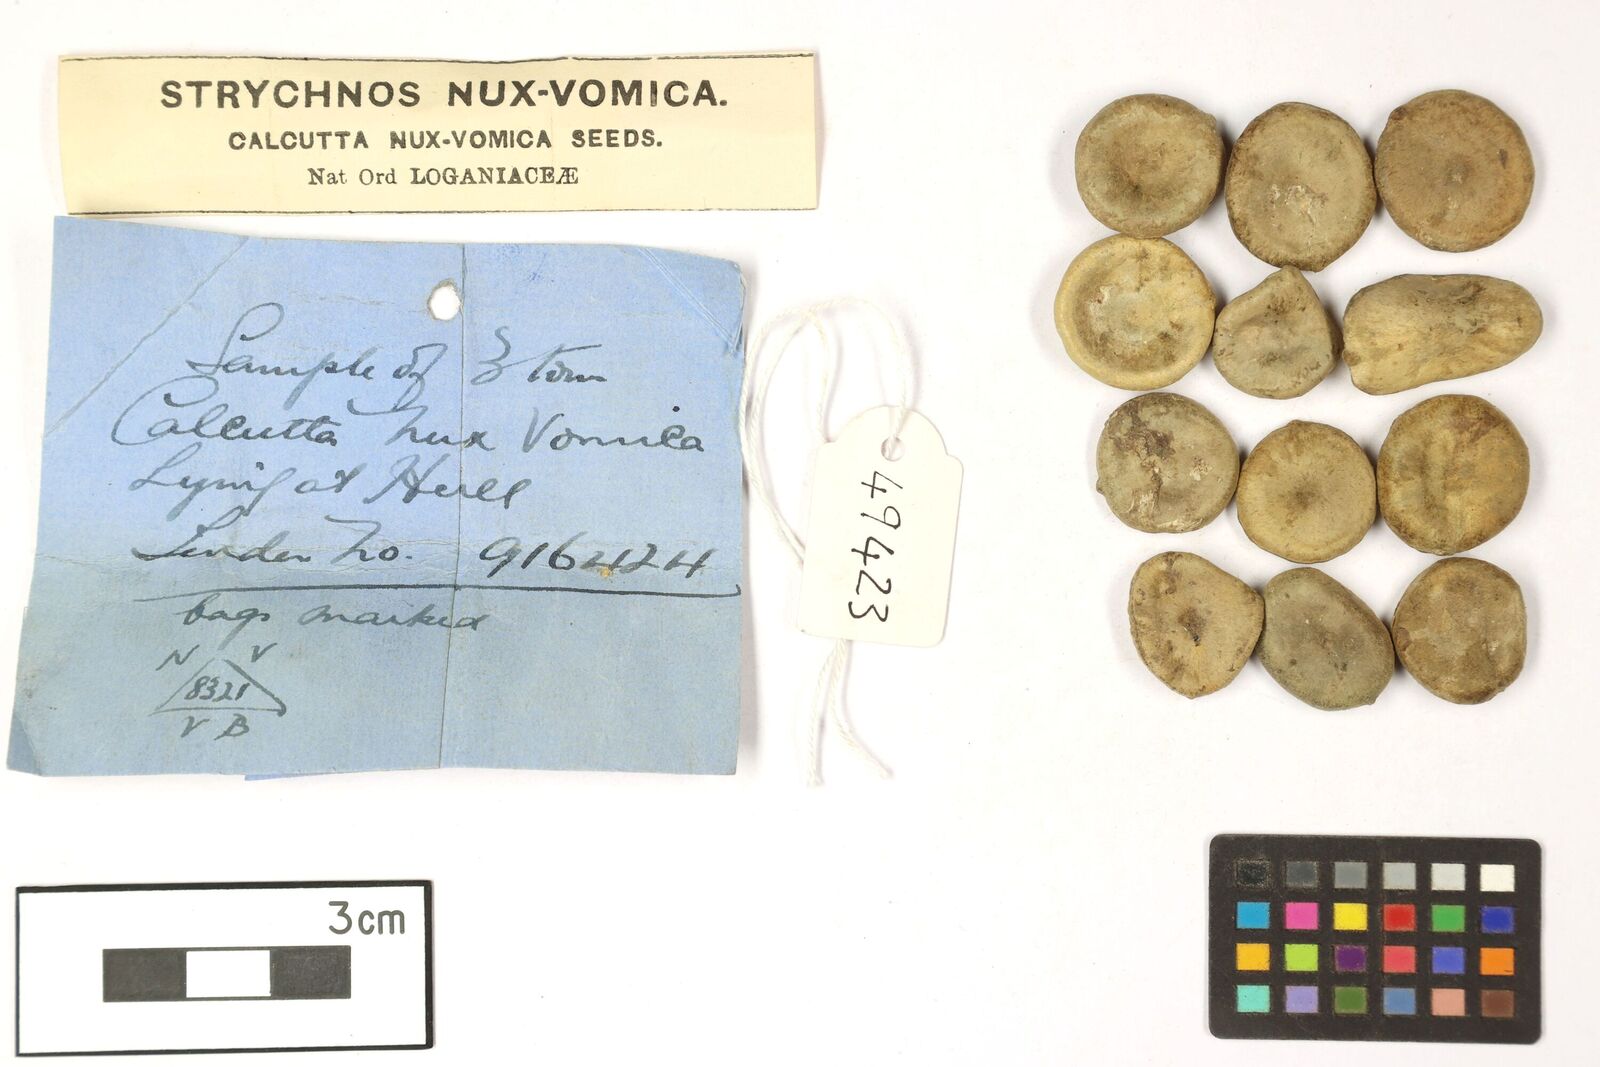 STRYCHNOS NUX-VOMICA.
CALCUTTA NUX-VOMICA SEEDS.
Nat Ord LOGANIACEÆ
Sample of 3 tons
Calcutta Nux Vomica
Lying at Hull
Tender No. 916424
bags marked
N V
8321
V B
49423
3cm